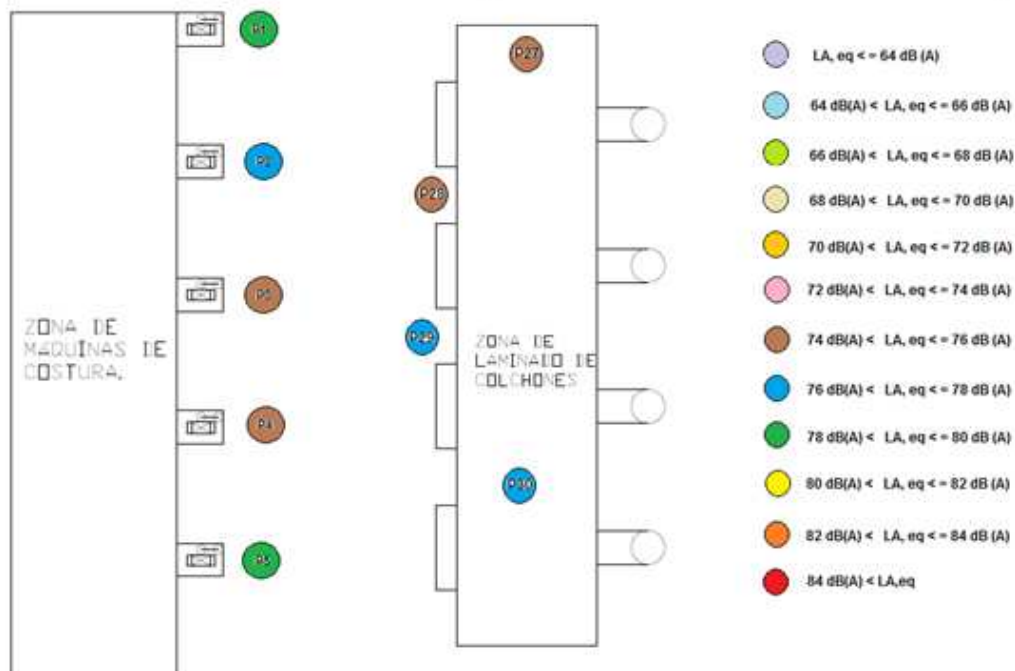 P1
P2
P3
P4
P5
ZONA DE
MAQUINAS DE
COSTURA.
P27
P28
P29
P30
ZONA DE
LAMINADO DE
COLCHONES
LA, eq < = 64 dB (A)
64 dB(A) < LA, eq < = 66 dB (A)
66 dB(A) < LA, eq < = 68 dB (A)
68 dB(A) < LA, eq < = 70 dB (A)
70 dB(A) < LA, eq < = 72 dB (A)
72 dB(A) < LA, eq < = 74 dB (A)
74 dB(A) < LA, eq < = 76 dB (A)
76 dB(A) < LA, eq < = 78 dB (A)
78 dB(A) < LA, eq < = 80 dB (A)
80 dB(A) < LA, eq < = 82 dB (A)
82 dB(A) < LA, eq < = 84 dB (A)
84 dB(A) < LA,eq